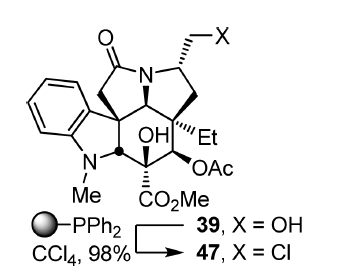 O
X
N
OH
Et
N
OAc
Me
CO₂Me
PPh₂ 39, X = OH
CCl₄, 98% 47, X = Cl